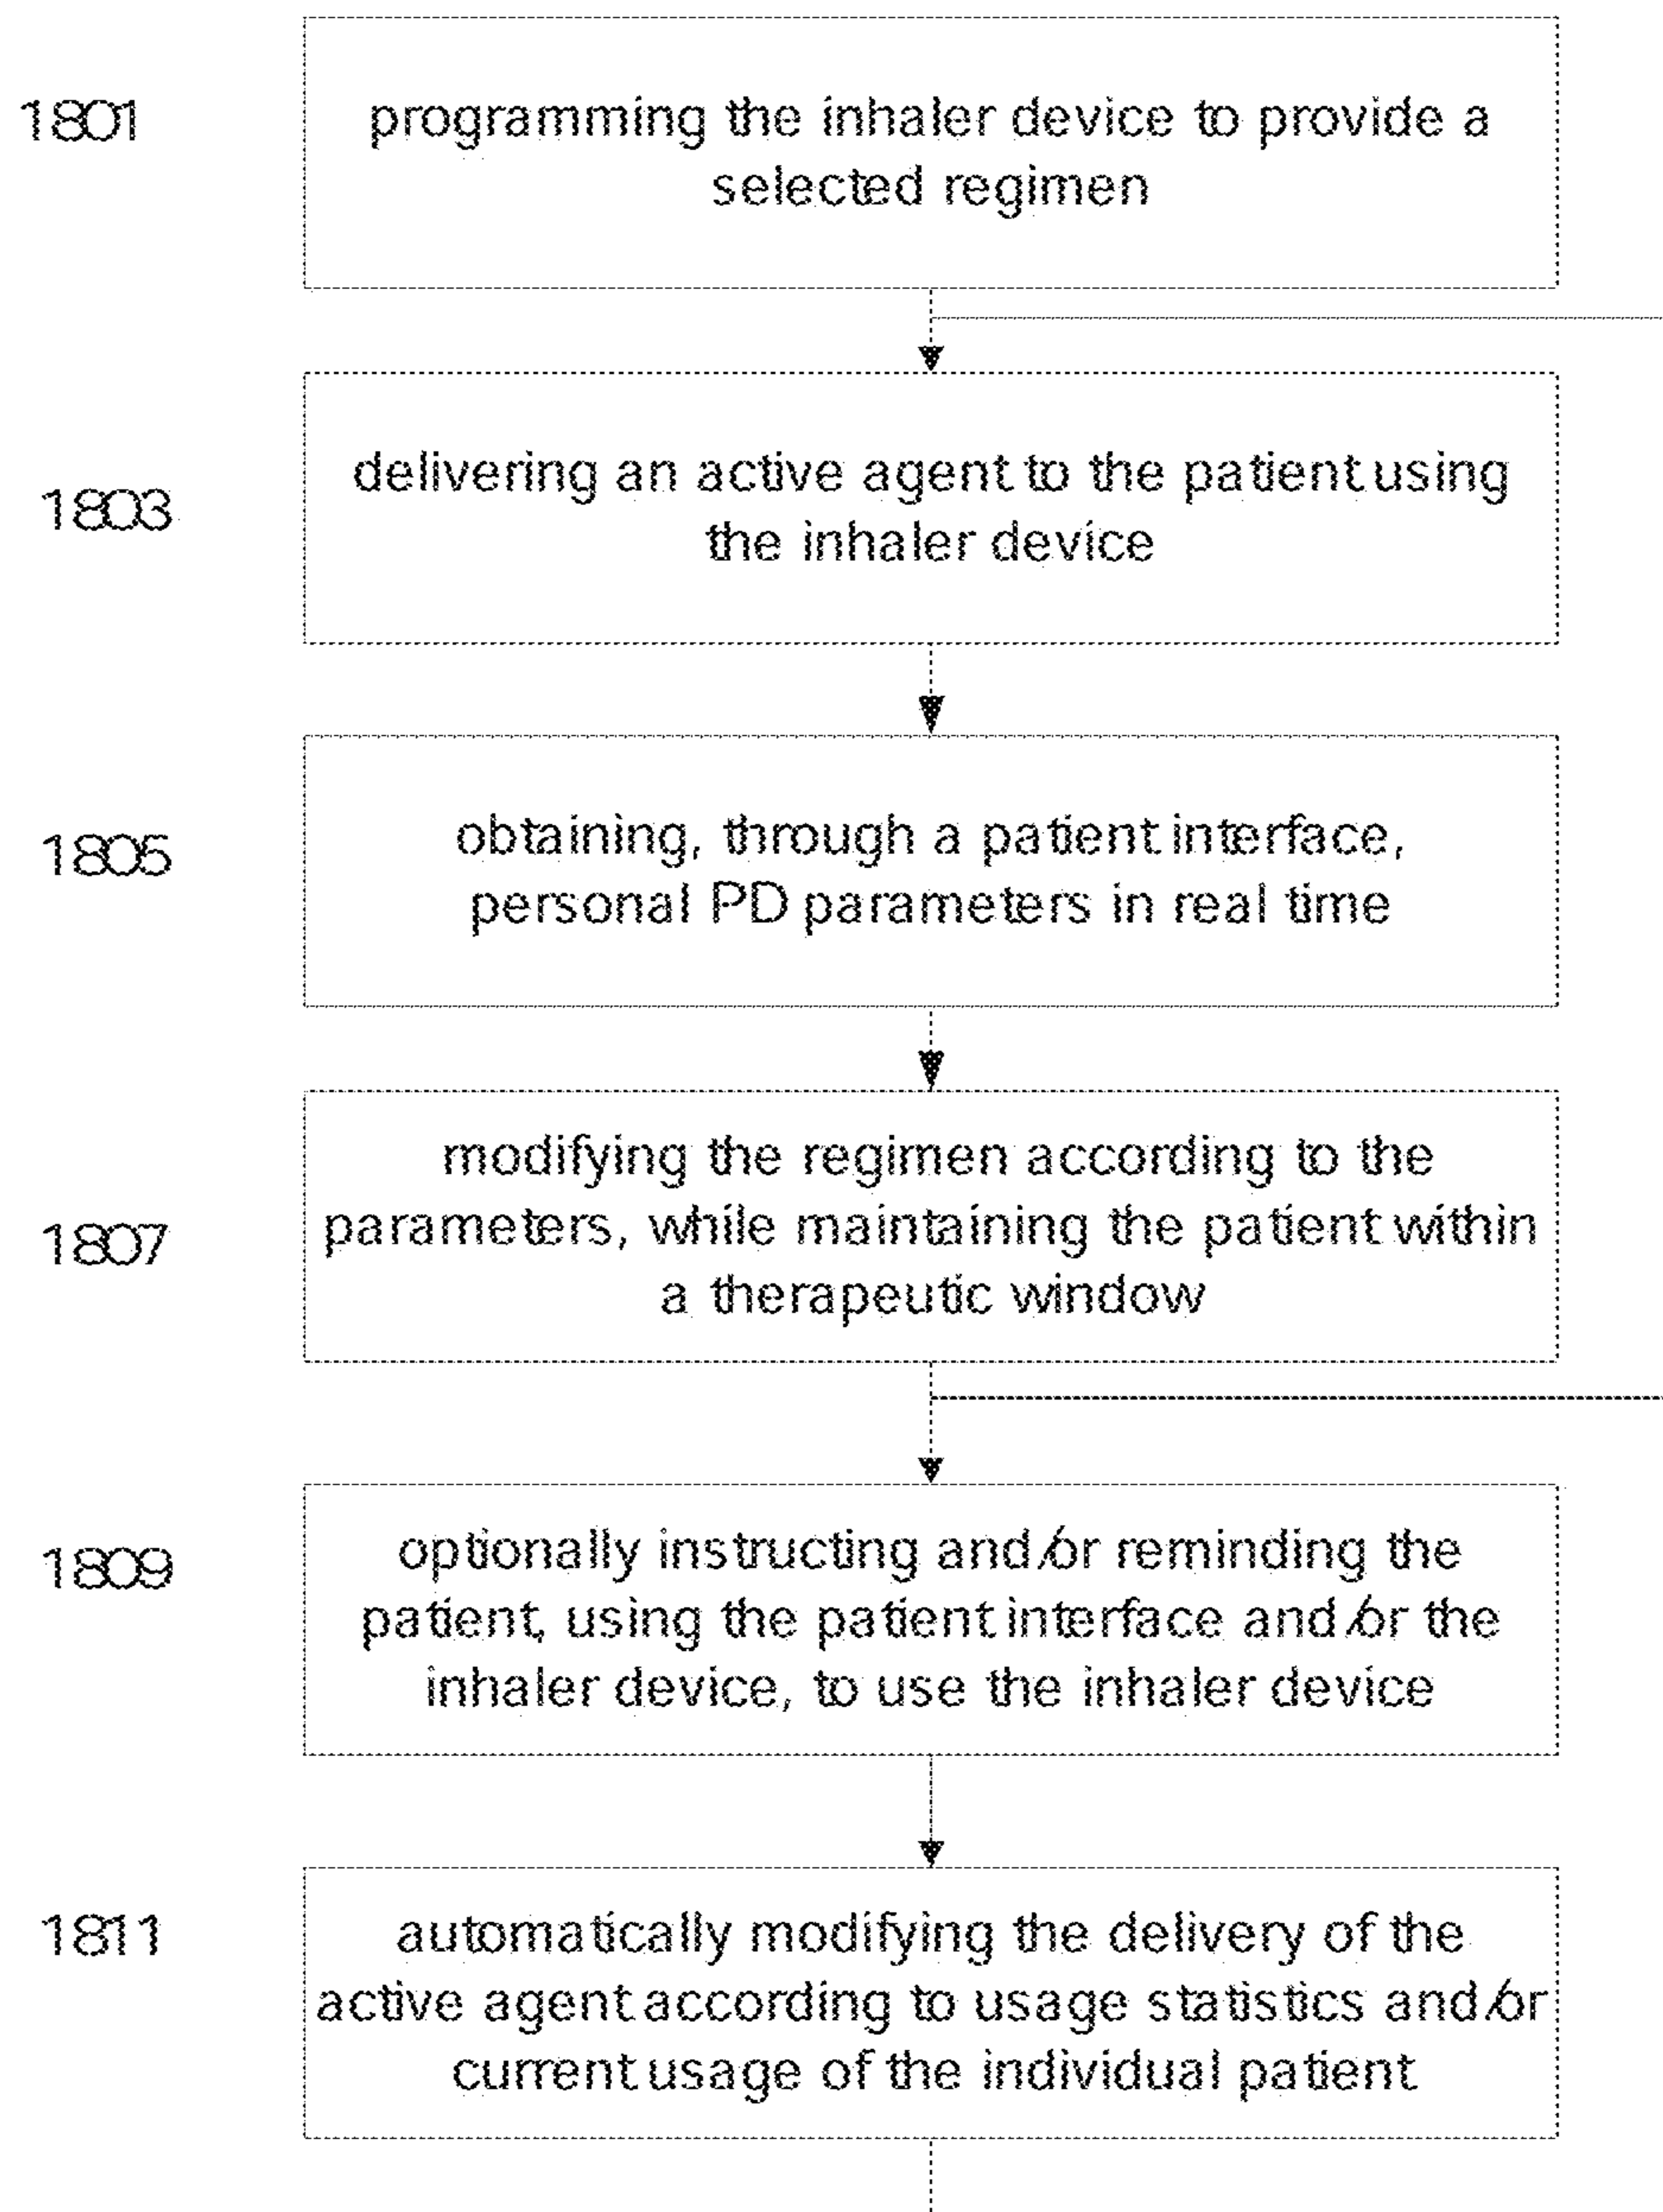 1801
programming the inhaler device to provide a
selected regimen
1803
delivering an active agent to the patient using
the inhaler device
1805
obtaining, through a patient interface,
personal PD parameters in real time
1807
modifying the regimen according to the
parameters, while maintaining the patient within
a therapeutic window
1809
optionally instructing and/or reminding the
patient, using the patient interface and/or the
inhaler device, to use the inhaler device
1811
automatically modifying the delivery of the
active agent according to usage statistics and/or
current usage of the individual patient